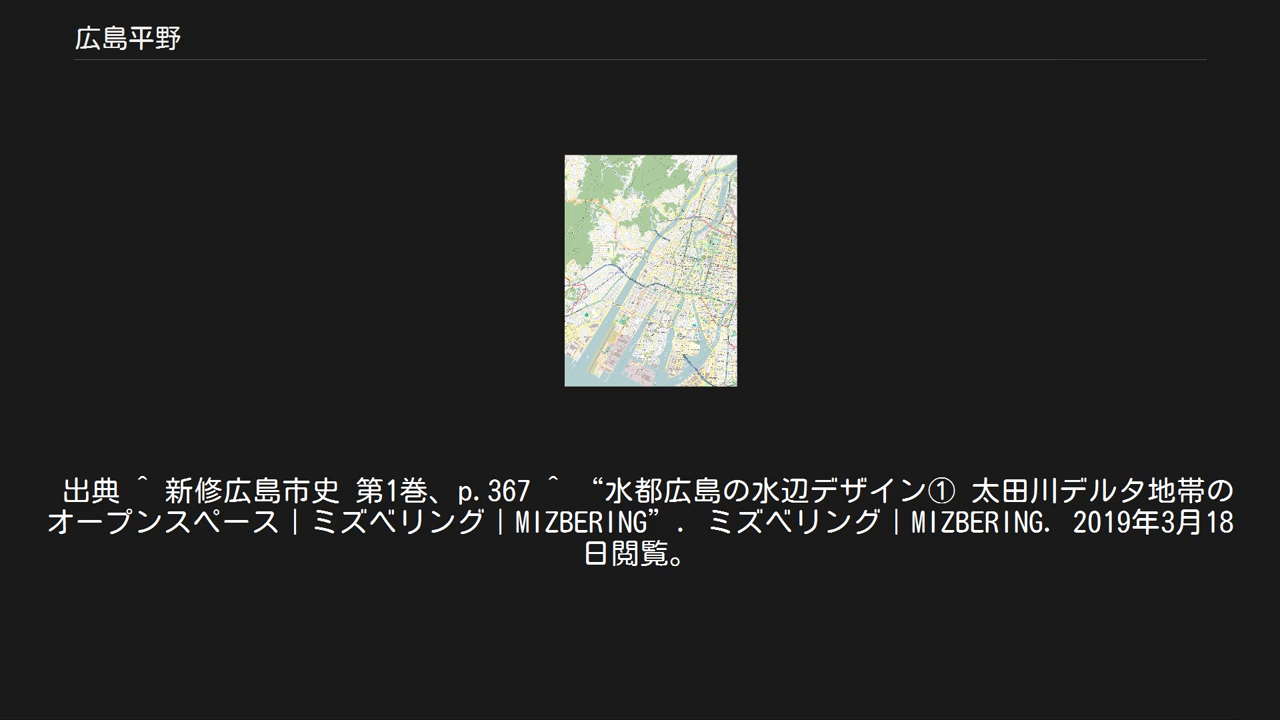 広島平野
出典 ^ 新修広島市史 第1巻、p.367 ^ “水都広島の水辺デザイン① 太田川デルタ地帯の
オープンスペース｜ミズベリング｜MIZBERING”. ミズベリング｜MIZBERING. 2019年3月18
日閲覧。